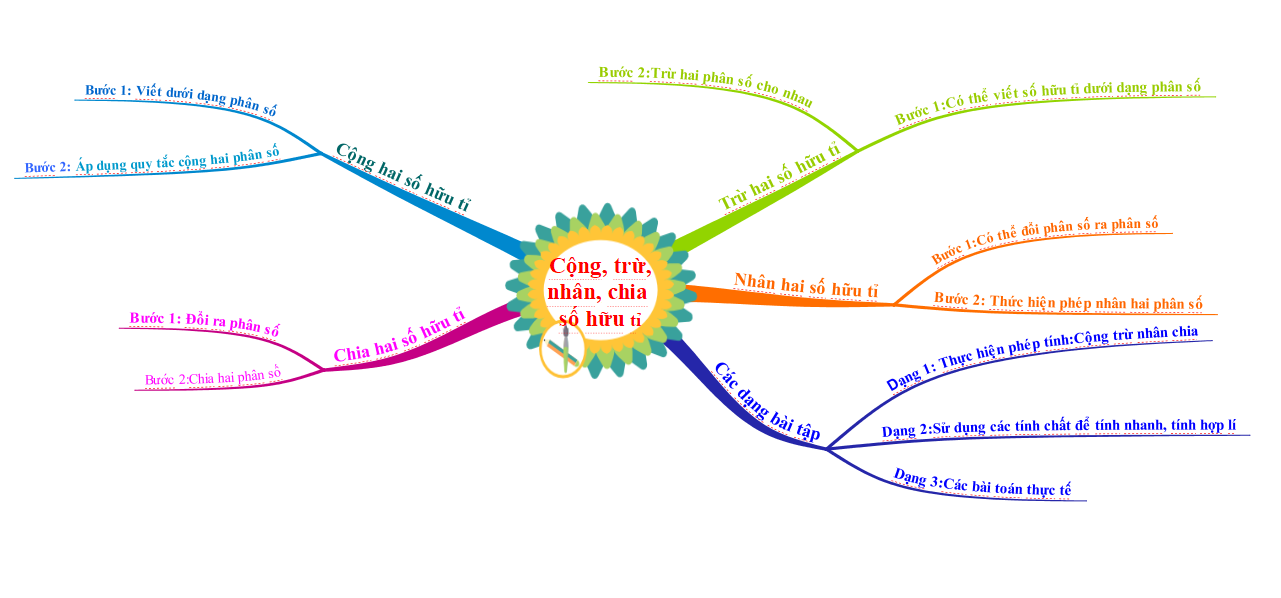 Cộng, trừ,
nhân, chia
số hữu tỉ
Cộng hai số hữu tỉ
Bước 1: Viết dưới dạng phân số
Bước 2: Áp dụng quy tắc cộng hai phân số
Trừ hai số hữu tỉ
Bước 2:Trừ hai phân số cho nhau
Bước 1:Có thể viết số hữu tỉ dưới dạng phân số
Nhân hai số hữu tỉ
Bước 1:Có thể đổi phân số ra phân số
Bước 2: Thức hiện phép nhân hai phân số
Chia hai số hữu tỉ
Bước 1: Đổi ra phân số
Bước 2:Chia hai phân số
Các dạng bài tập
Dạng 1: Thực hiện phép tính:Cộng trừ nhân chia
Dạng 2:Sử dụng các tính chất để tính nhanh, tính hợp lí
Dạng 3:Các bài toán thực tế